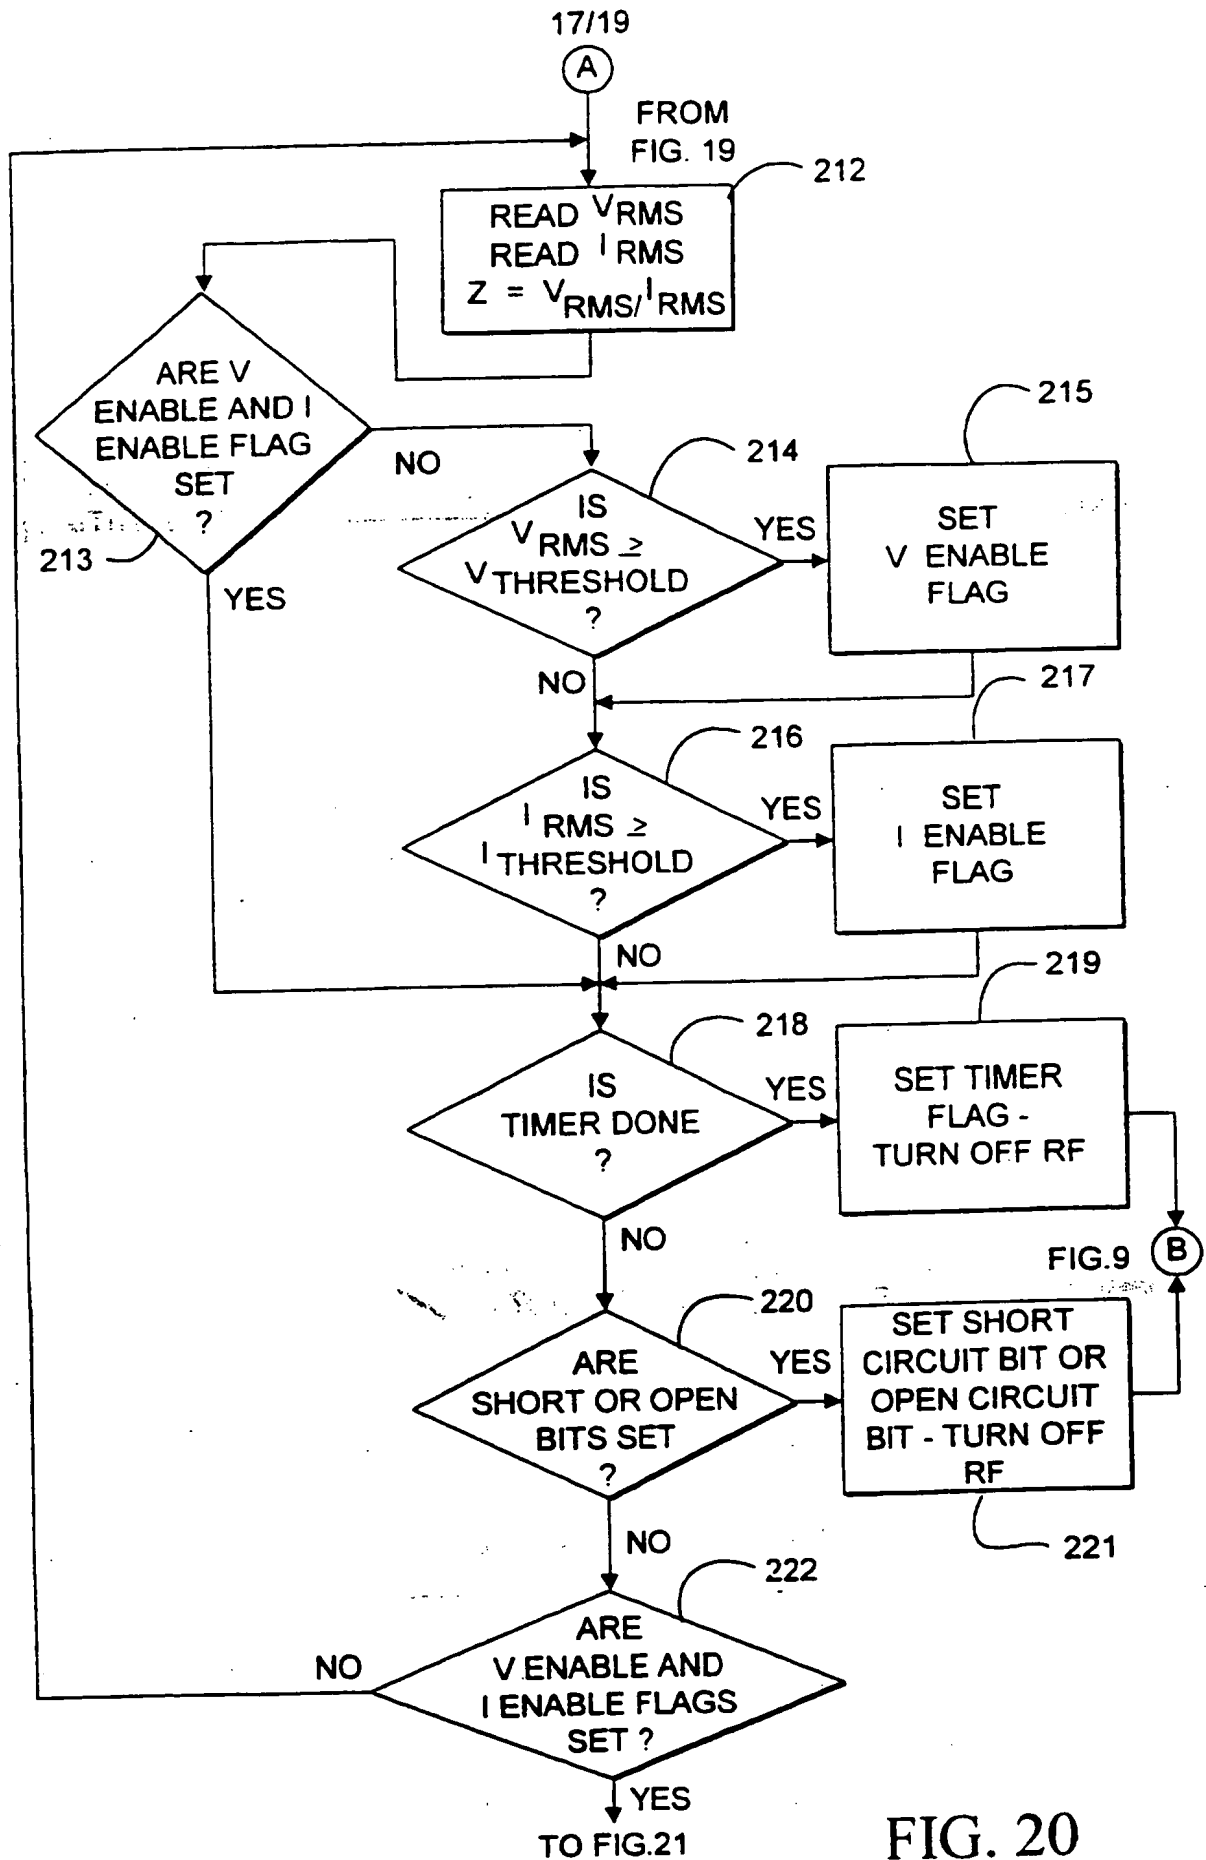 17/19
A
FROM
FIG. 19
212
READ VRMS
READ IRMS
Z = VRMS/IRMS
ARE V
ENABLE AND I
ENABLE FLAG
SET
?
213
NO
YES
214
IS
VRMS ≥
VTHRESHOLD
?
YES
NO
215
SET
V ENABLE
FLAG
216
IS
IRMS ≥
ITHRESHOLD
?
YES
NO
217
SET
I ENABLE
FLAG
218
IS
TIMER DONE
?
YES
NO
219
SET TIMER
FLAG -
TURN OFF RF
FIG.9
B
220
ARE
SHORT OR OPEN
BITS SET
?
YES
NO
SET SHORT
CIRCUIT BIT OR
OPEN CIRCUIT
BIT - TURN OFF
RF
221
222
ARE
V ENABLE AND
I ENABLE FLAGS
SET ?
NO
YES
TO FIG.21
FIG. 20